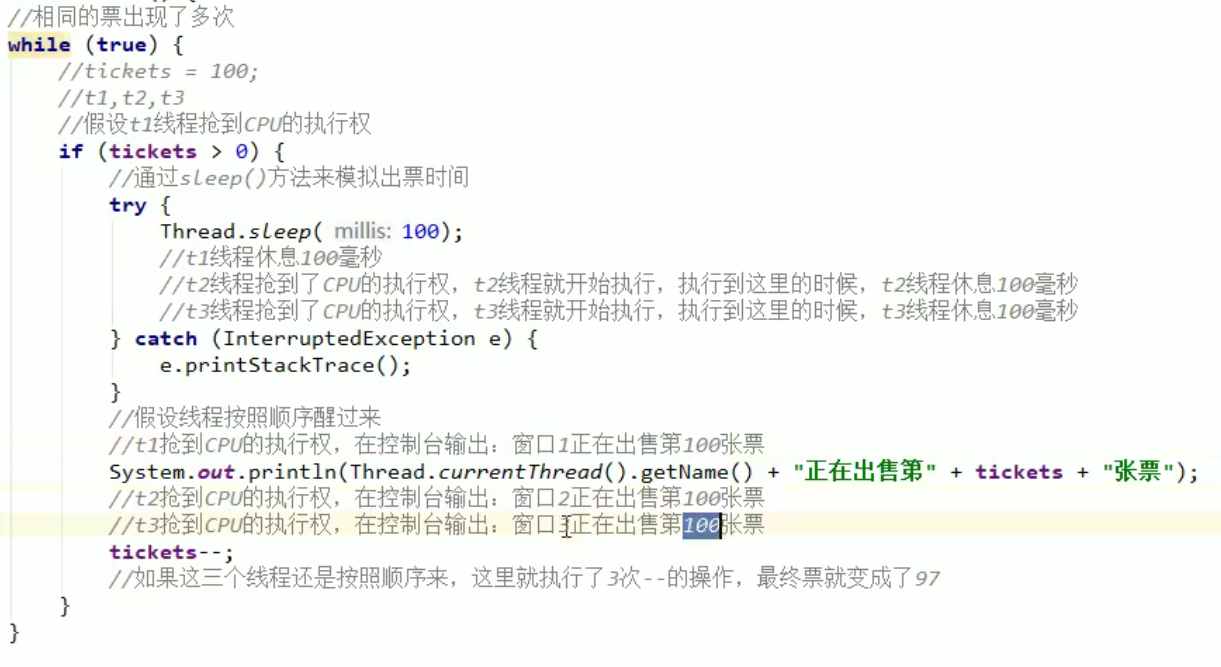 //相同的票出现了多次
while (true) {
//tickets = 100;
//t1,t2,t3
//假设t1线程抢到CPU的执行权
if (tickets > 0) {
//通过sleep()方法来模拟出票时间
try {
Thread.sleep( millis: 100);
//t1线程休息100毫秒
//t2线程抢到了CPU的执行权，t2线程就开始执行，执行到这里的时候，t2线程休息100毫秒
//t3线程抢到了CPU的执行权，t3线程就开始执行，执行到这里的时候，t3线程休息100毫秒
} catch (InterruptedException e) {
e.printStackTrace();
}
//假设线程按照顺序醒过来
//t1抢到CPU的执行权，在控制台输出：窗口1正在出售第100张票
System.out.println(Thread.currentThread().getName() + "正在出售第" + tickets + "张票");
//t2抢到CPU的执行权，在控制台输出：窗口2正在出售第100张票
//t3抢到CPU的执行权，在控制台输出：窗口3正在出售第100张票
tickets--;
//如果这三个线程还是按照顺序来，这里就执行了3次--的操作，最终票就变成了97
}
}